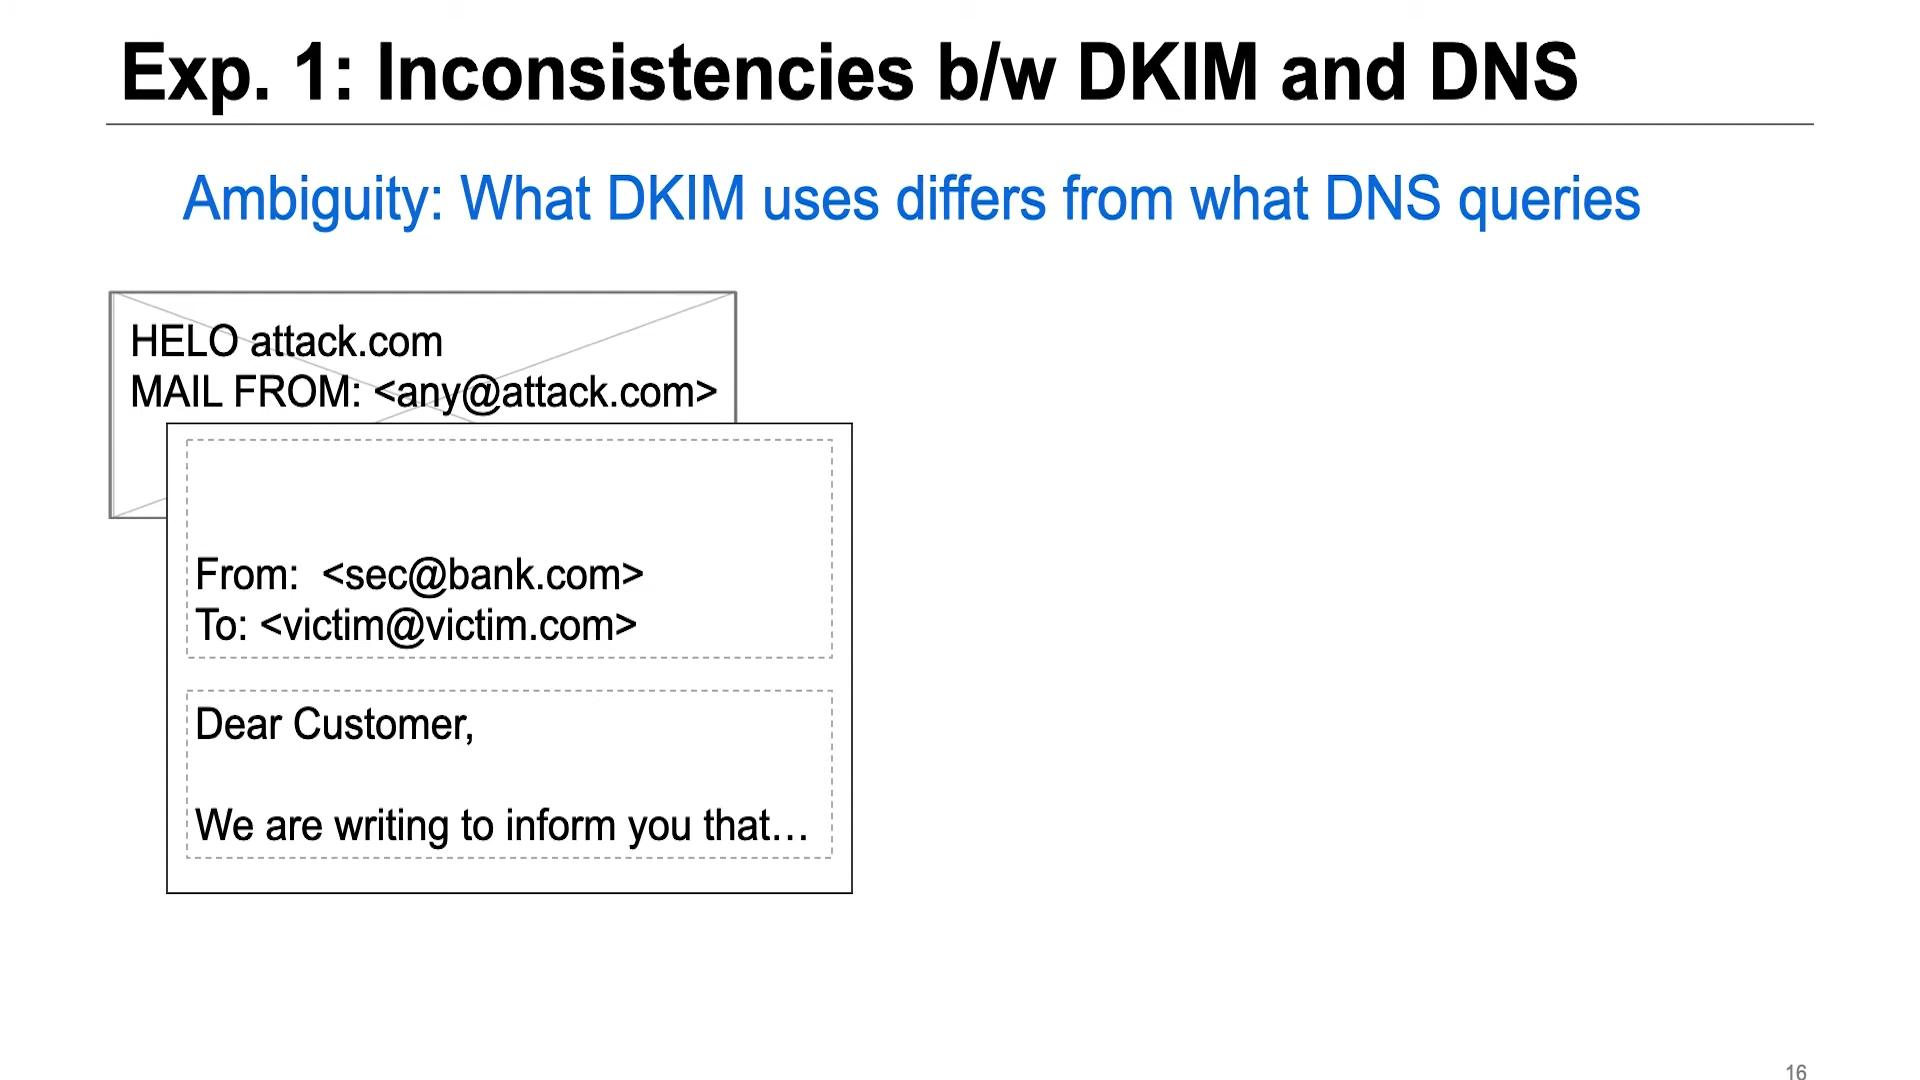 Exp. 1: Inconsistencies b/w DKIM and DNS
Ambiguity: What DKIM uses differs from what DNS queries
HELO attack.com
MAIL FROM: <any@attack.com>
From:  <sec@bank.com>
To: <victim@victim.com>
Dear Customer,
We are writing to inform you that…
16